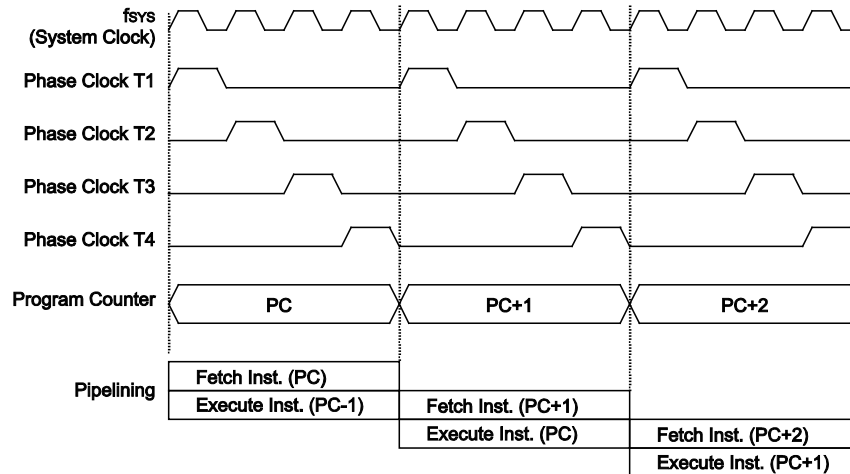 fSYS
(System Clock)
Phase Clock T1
Phase Clock T2
Phase Clock T3
Phase Clock T4
Program Counter
PC
PC+1
PC+2
Pipelining
Fetch Inst. (PC)
Execute Inst. (PC-1)
Fetch Inst. (PC+1)
Execute Inst. (PC)
Fetch Inst. (PC+2)
Execute Inst. (PC+1)